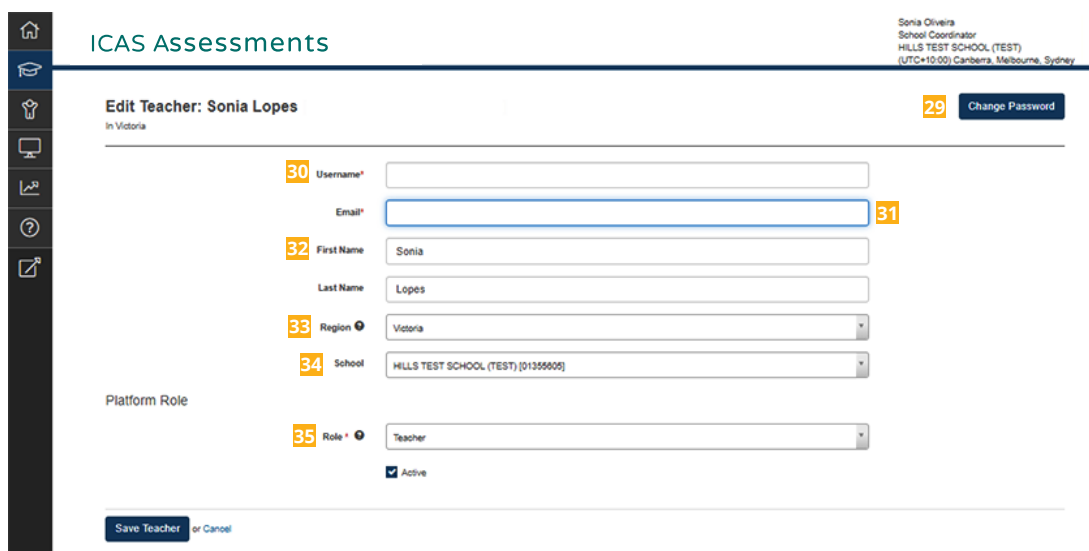 Sonia Oliveira
School Coordinator
ICAS Assessments
HILLS TEST SCHOOL (TEST)
(UTC+10:00) Canberra, Melbourne, Sydney
Edit Teacher: Sonia Lopes
29 Change Password
In Victoria
30 Username*
Email* 31
32 First Name Sonia
Last Name Lopes
33 Region ? Victoria
34 School HILLS TEST SCHOOL (TEST) [01355605]
Platform Role
35 Role * ? Teacher
Active
Save Teacher or Cancel